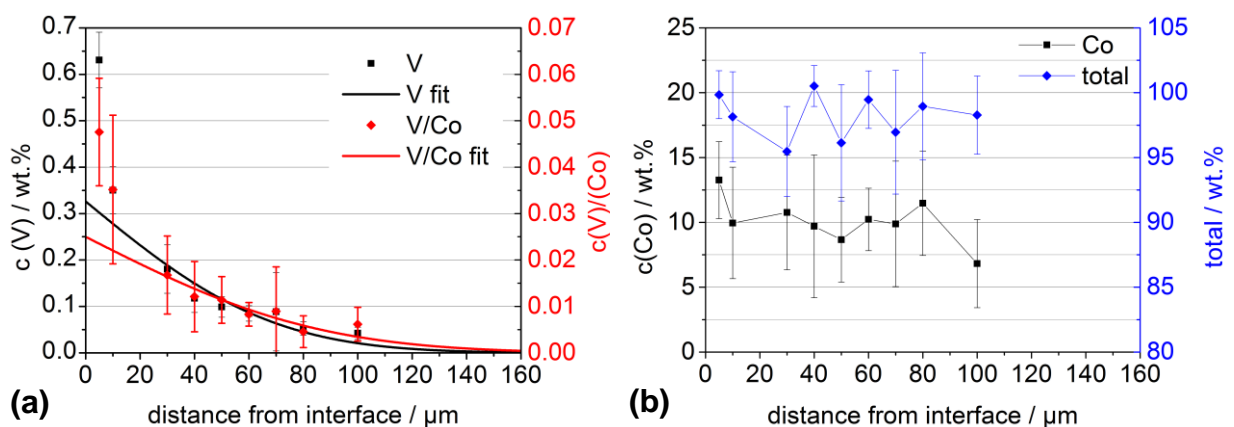 0.7
0.6
0.5
0.4
0.3
0.2
0.1
0.0
c (V) / wt.%
V
V fit
V/Co
V/Co fit
0.07
0.06
0.05
0.04
0.03
0.02
0.01
0.00
c(V)/(Co)
0 20 40 60 80 100 120 140 160
(a)
distance from interface / µm
25
20
15
10
5
0
c(Co) / wt.%
Co
total
105
100
95
90
85
80
total / wt.%
0 20 40 60 80 100 120 140 160
(b)
distance from interface / µm